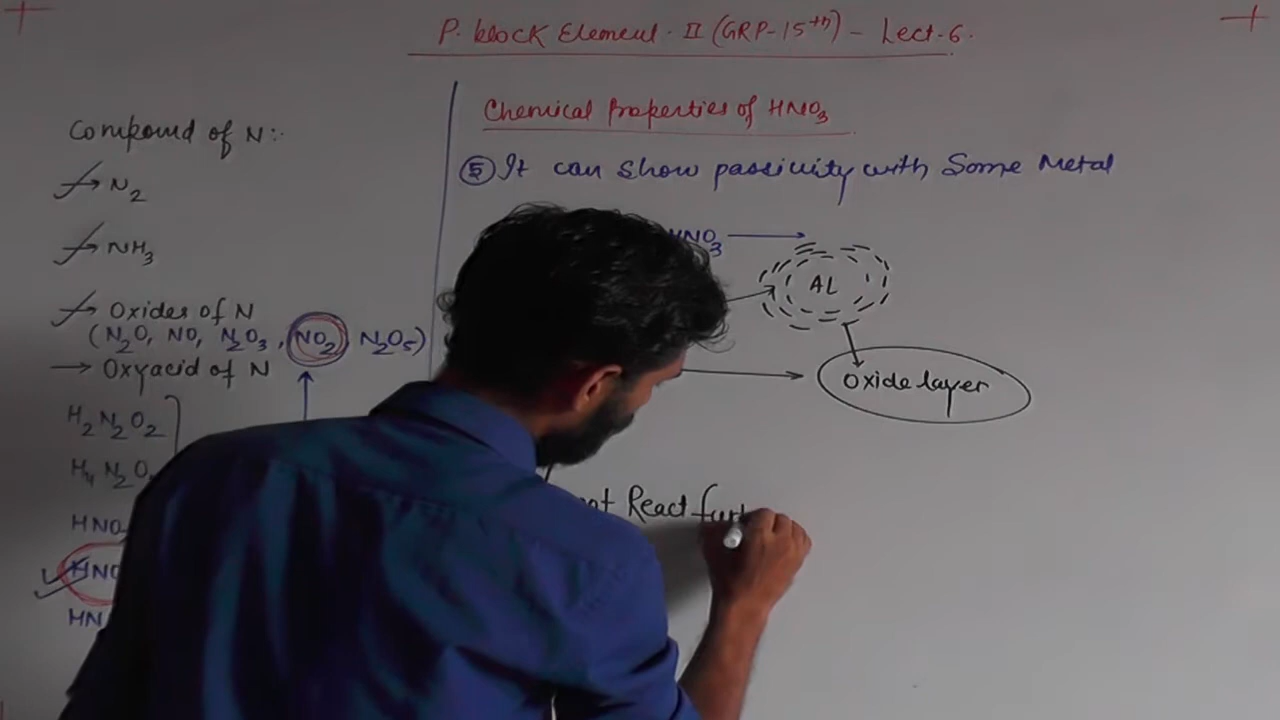 P. block Element - II (GRP-15th) - Lect-6.
Compound of N:-
→ N2
→ NH3
→ Oxides of N
(N2O, NO, N2O3, NO2, N2O5)
→ Oxyacid of N
H2N2O2
Chemical Properties of HNO3
⑤ It can show passivity with Some Metal
HNO3 →
AL
Oxide layer
React